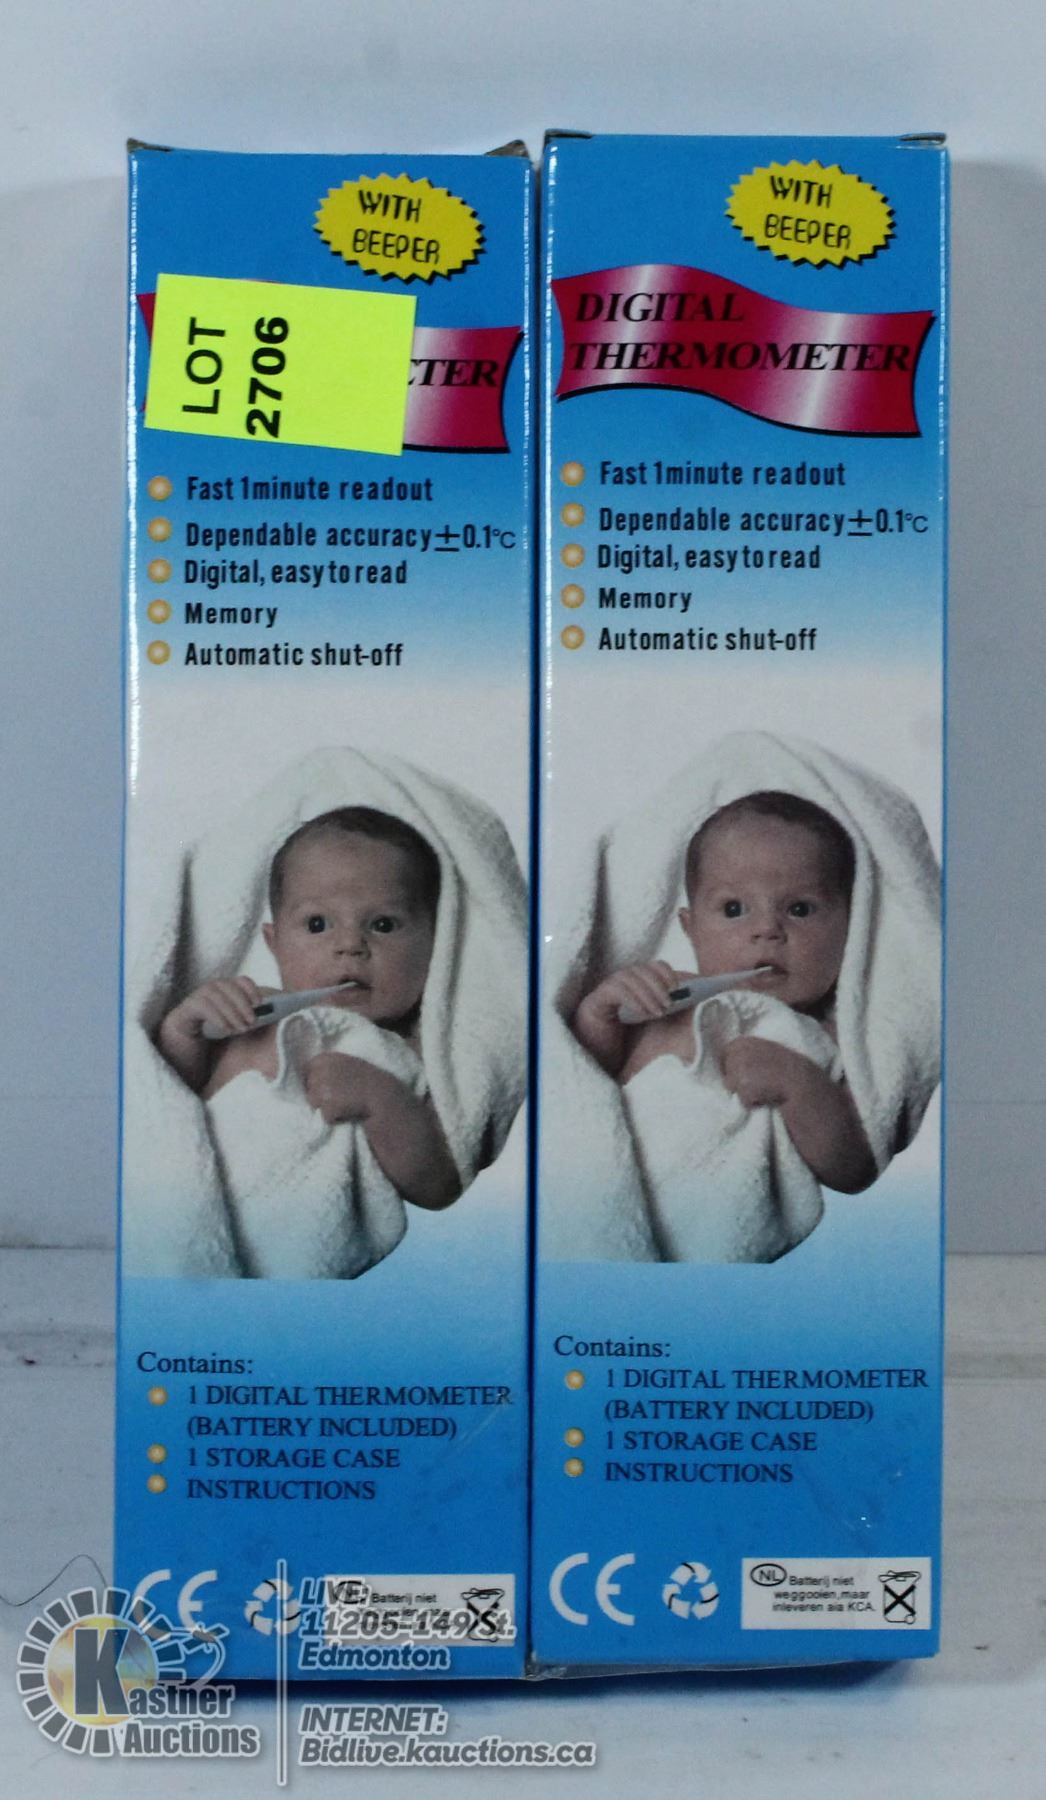 WITH
BEEPER
LOT
2706
TER
Fast 1minute readout
Dependable accuracy±0.1°C
Digital, easy to read
Memory
Automatic shut-off
Contains:
1 DIGITAL THERMOMETER
(BATTERY INCLUDED)
1 STORAGE CASE
INSTRUCTIONS
CE
Batterij niet
WITH
BEEPER
DIGITAL
THERMOMETER
Fast 1minute readout
Dependable accuracy±0.1°C
Digital, easy to read
Memory
Automatic shut-off
Contains:
1 DIGITAL THERMOMETER
(BATTERY INCLUDED)
1 STORAGE CASE
INSTRUCTIONS
CE
NL Batterij niet
weggooien,maar
inleveren als KCA.
Kastner
Auctions
LIVE:
11205-149 St.
Edmonton
INTERNET:
Bidlive.kauctions.ca